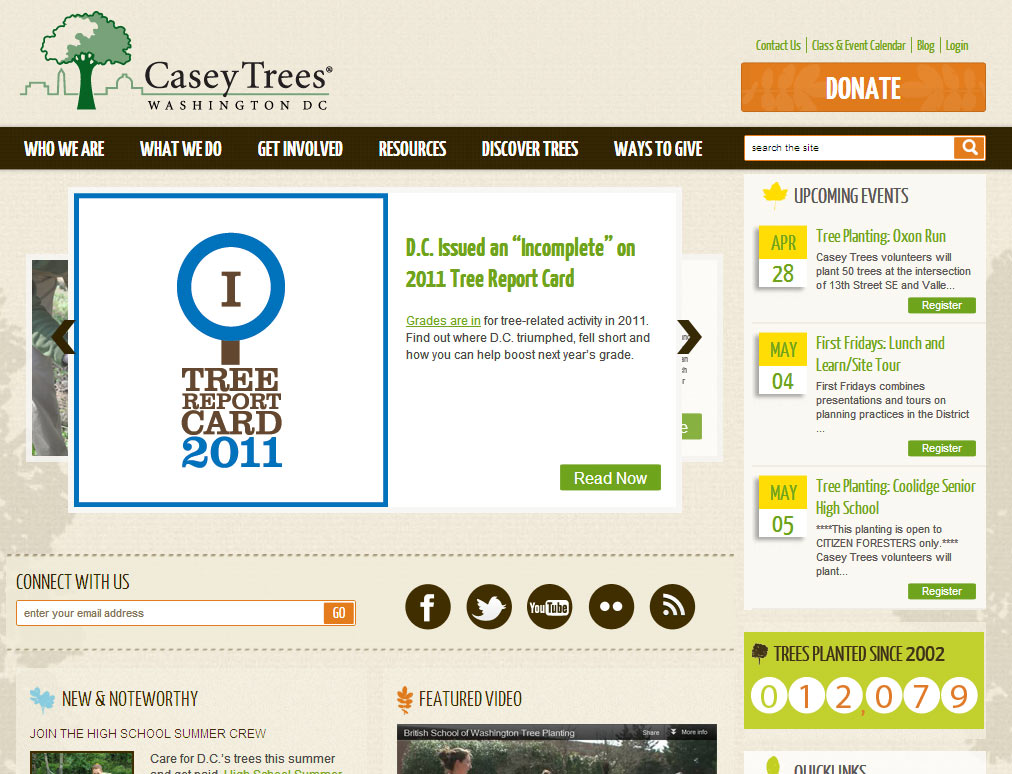 CaseyTrees®
WASHINGTON DC
Contact Us | Class & Event Calendar | Blog | Login
DONATE
WHO WE ARE WHAT WE DO GET INVOLVED RESOURCES DISCOVER TREES WAYS TO GIVE
search the site
I
TREE
REPORT
CARD
2011
D.C. Issued an “Incomplete” on
2011 Tree Report Card
Grades are in for tree-related activity in 2011.
Find out where D.C. triumphed, fell short and
how you can help boost next year’s grade.
Read Now
UPCOMING EVENTS
APR
28
Tree Planting: Oxon Run
Casey Trees volunteers will
plant 50 trees at the intersection
of 13th Street SE and Valle...
Register
MAY
04
First Fridays: Lunch and
Learn/Site Tour
First Fridays combines
presentations and tours on
planting practices in the District
...
Register
MAY
05
Tree Planting: Coolidge Senior
High School
****This planting is open to
CITIZEN FORESTERS only.****
Casey Trees volunteers will
plant...
Register
CONNECT WITH US
enter your email address GO
f
You Tube
TREES PLANTED SINCE 2002
012,079
NEW & NOTEWORTHY
JOIN THE HIGH SCHOOL SUMMER CREW
Care for D.C.’s trees this summer
and get paid. High School Summer
FEATURED VIDEO
British School of Washington Tree Planting Share More info
QUICKLINKS